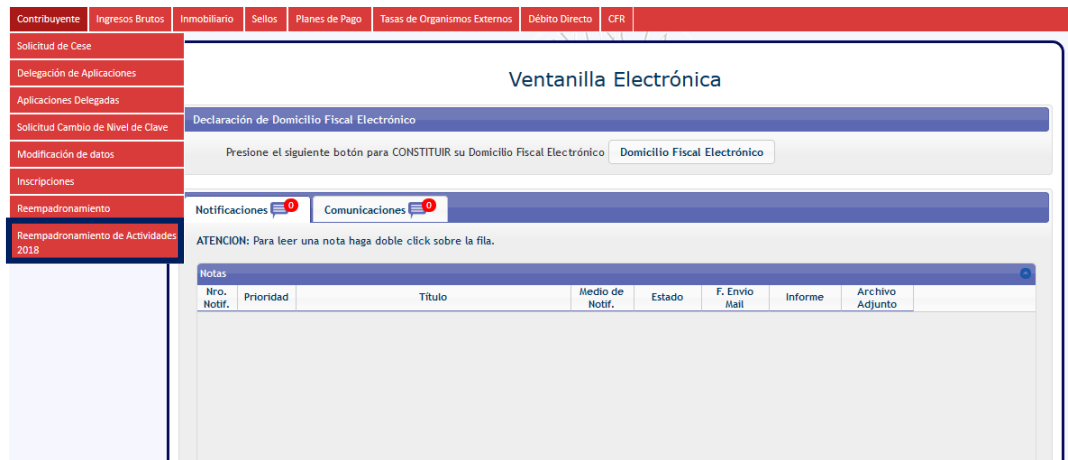 Contribuyente Ingresos Brutos Inmobiliario Sellos Planes de Pago Tasas de Organismos Externos Débito Directo CFR
Solicitud de Cese
Delegación de Aplicaciones
Aplicaciones Delegadas
Solicitud Cambio de Nivel de Clave
Modificación de datos
Inscripciones
Reempadronamiento
Reempadronamiento de Actividades
2018
Ventanilla Electrónica
Declaración de Domicilio Fiscal Electrónico
Presione el siguiente botón para CONSTITUIR su Domicilio Fiscal Electrónico Domicilio Fiscal Electrónico
Notificaciones 0 Comunicaciones 0
ATENCION: Para leer una nota haga doble click sobre la fila.
Notas
Nro. Notif. Prioridad Título Medio de Notif. Estado F. Envio Mail Informe Archivo Adjunto